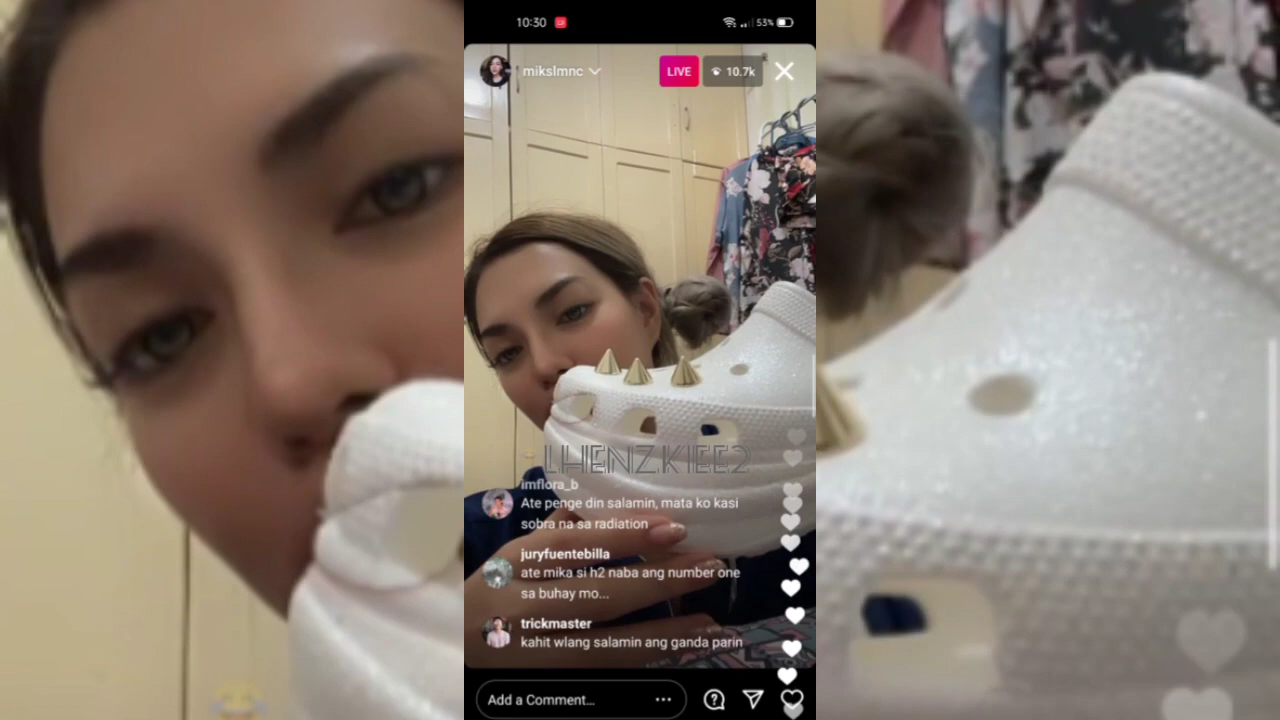 10:30
53%
mikslmnc
LIVE
10.7k
LHENZKIEE2
imflora_b
Ate penge din salamin, mata ko kasi
sobra na sa radiation
juryfuentebilla
ate mika si h2 naba ang number one
sa buhay mo...
trickmaster
kahit wlang salamin ang ganda parin
Add a Comment...